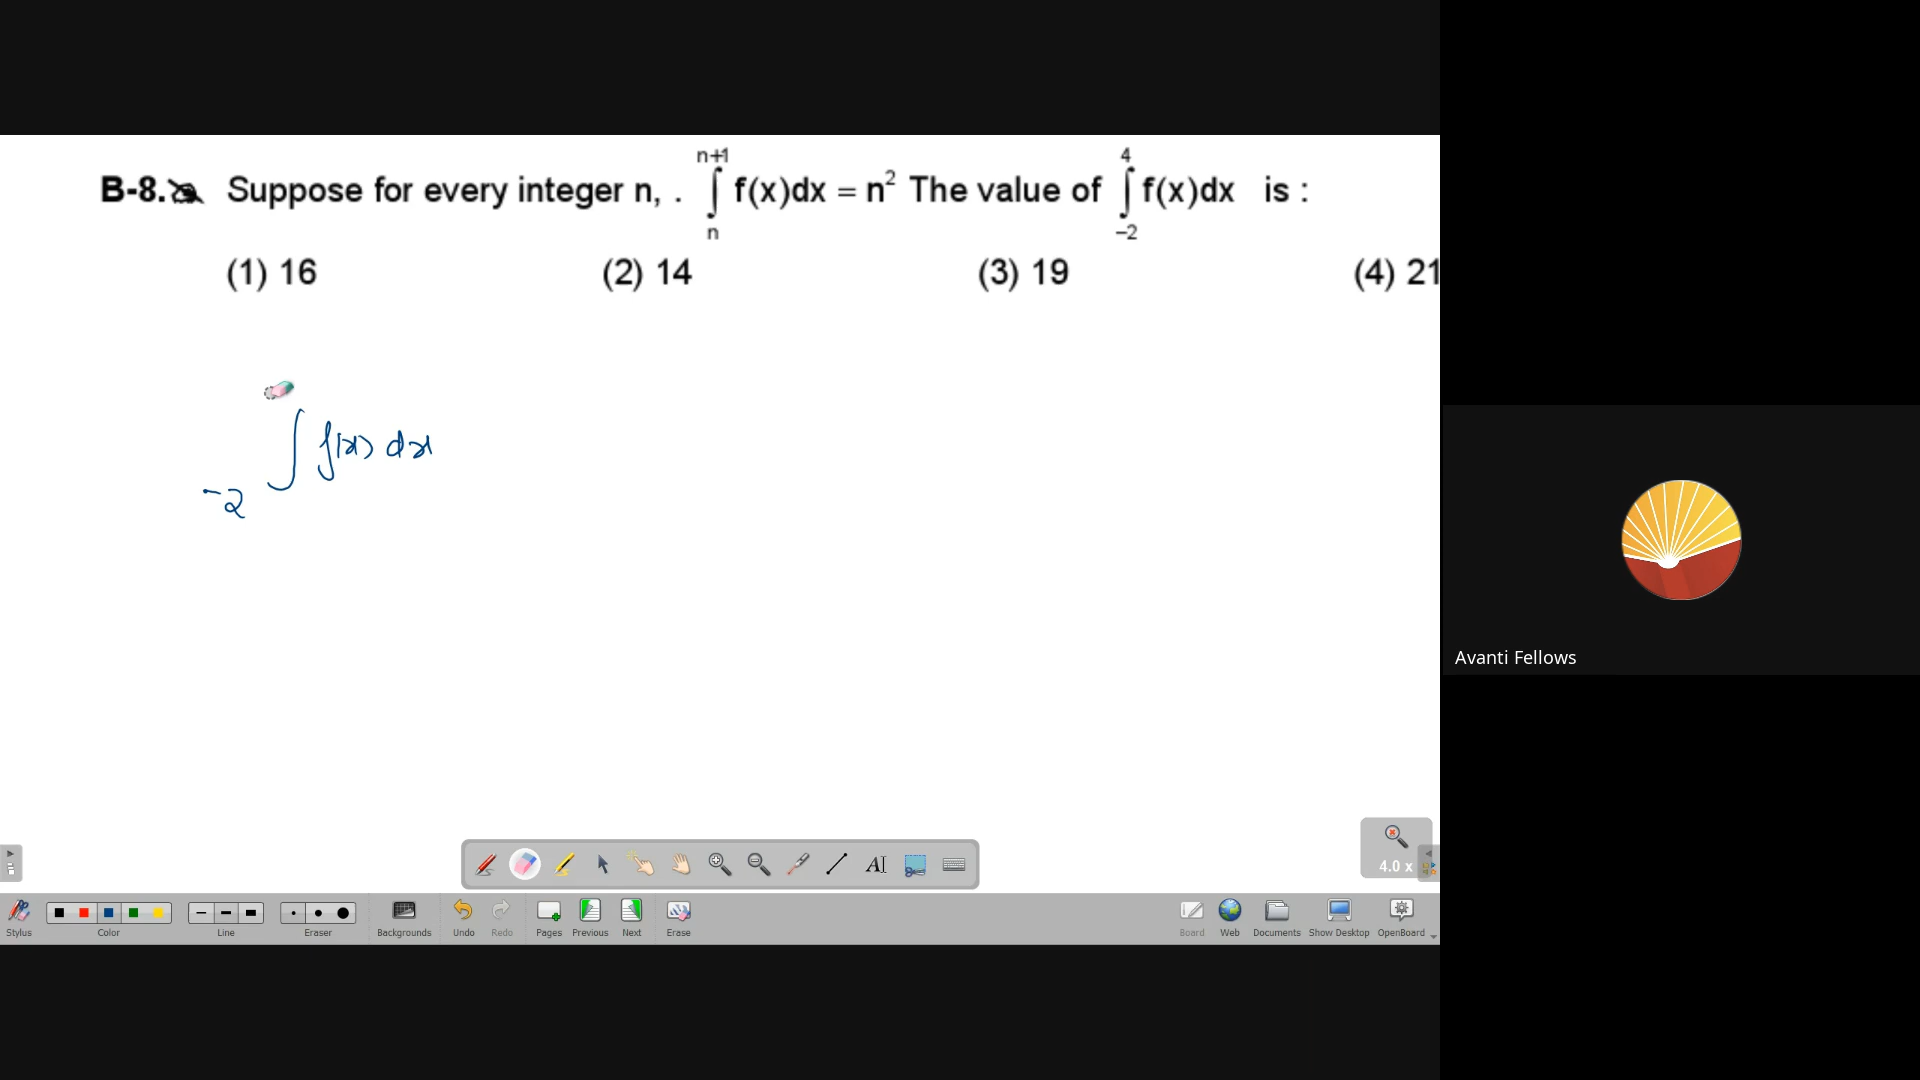 B-8. Suppose for every integer n, . ∫ₙⁿ⁺¹ f(x)dx = n² The value of ∫₋₂⁴ f(x)dx is :
(1) 16 (2) 14 (3) 19 (4) 21
∫₋₂ f(x) dx
Avanti Fellows
4.0 x
Stylus Color Line Eraser Backgrounds Undo Redo Pages Previous Next Erase Board Web Documents Show Desktop OpenBoard